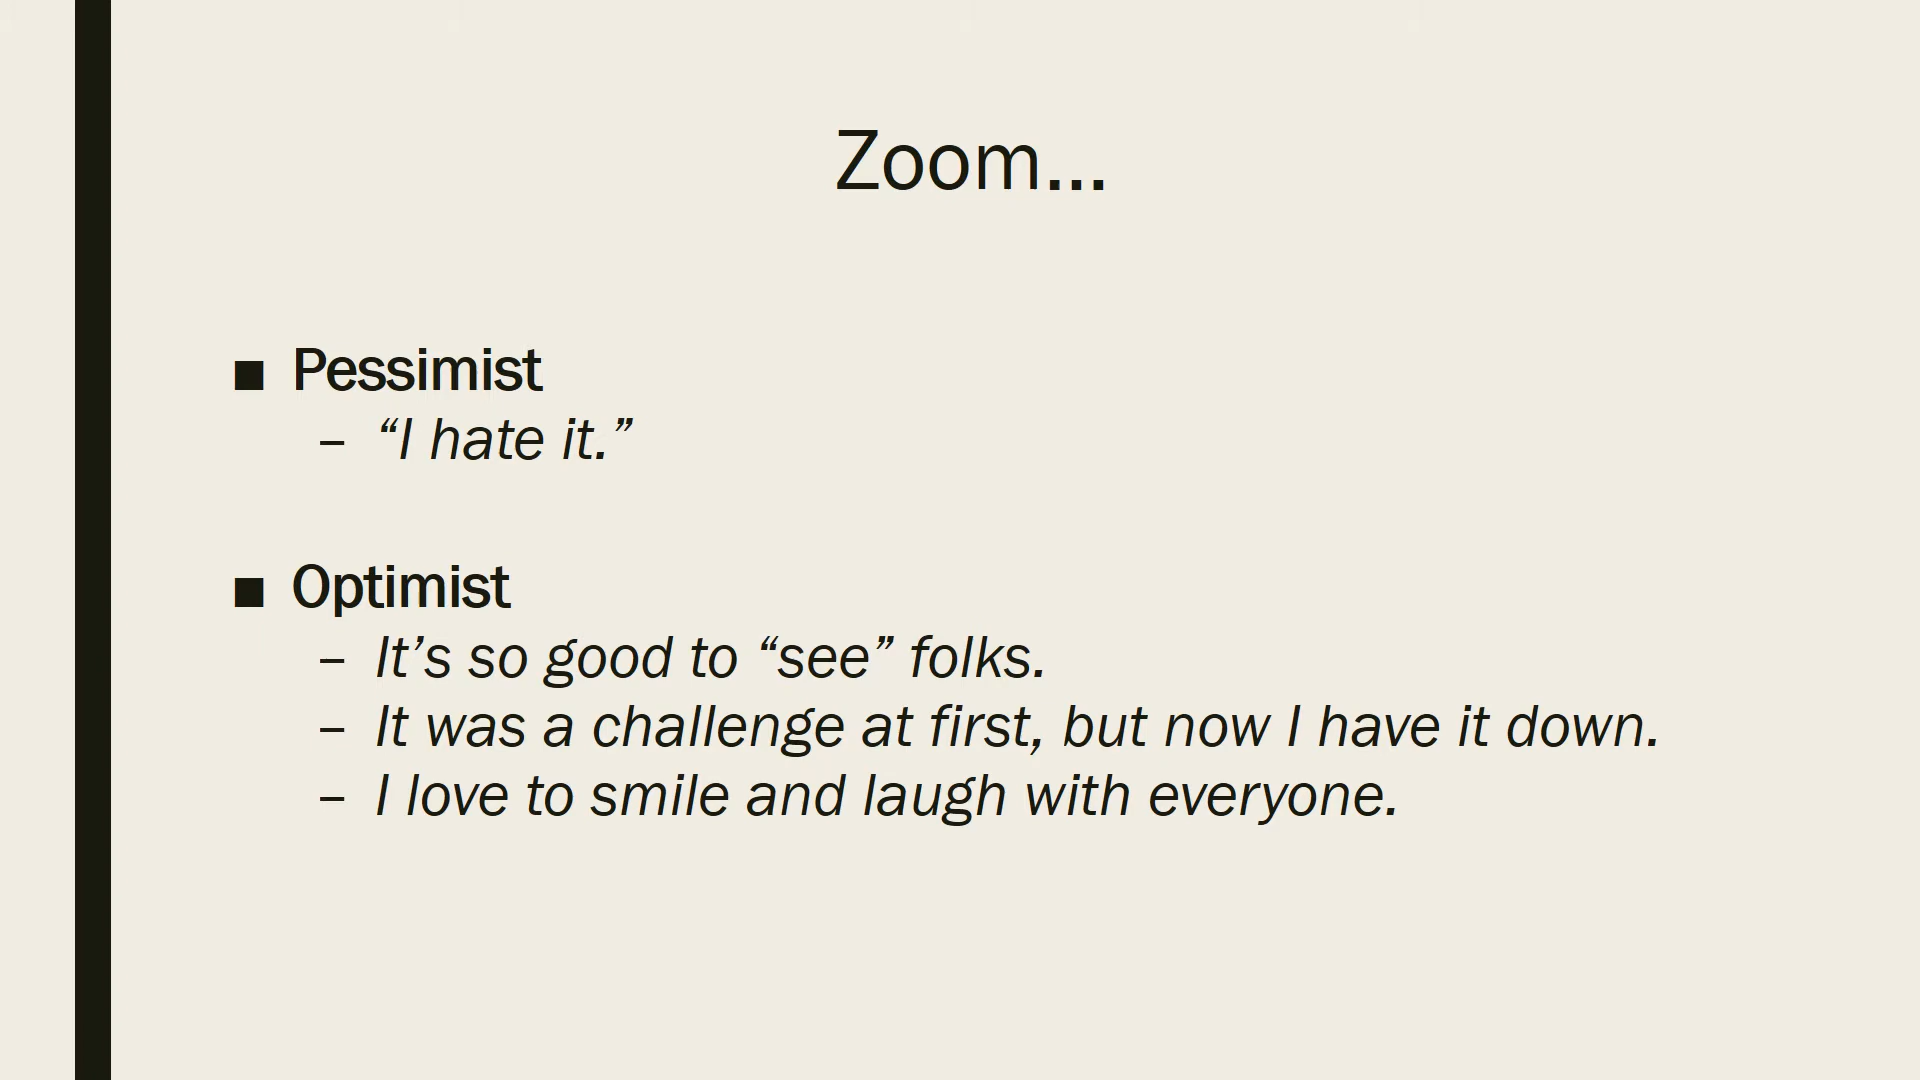 Zoom...
■ Pessimist
– “I hate it.”
■ Optimist
– It’s so good to “see” folks.
– It was a challenge at first, but now I have it down.
– I love to smile and laugh with everyone.